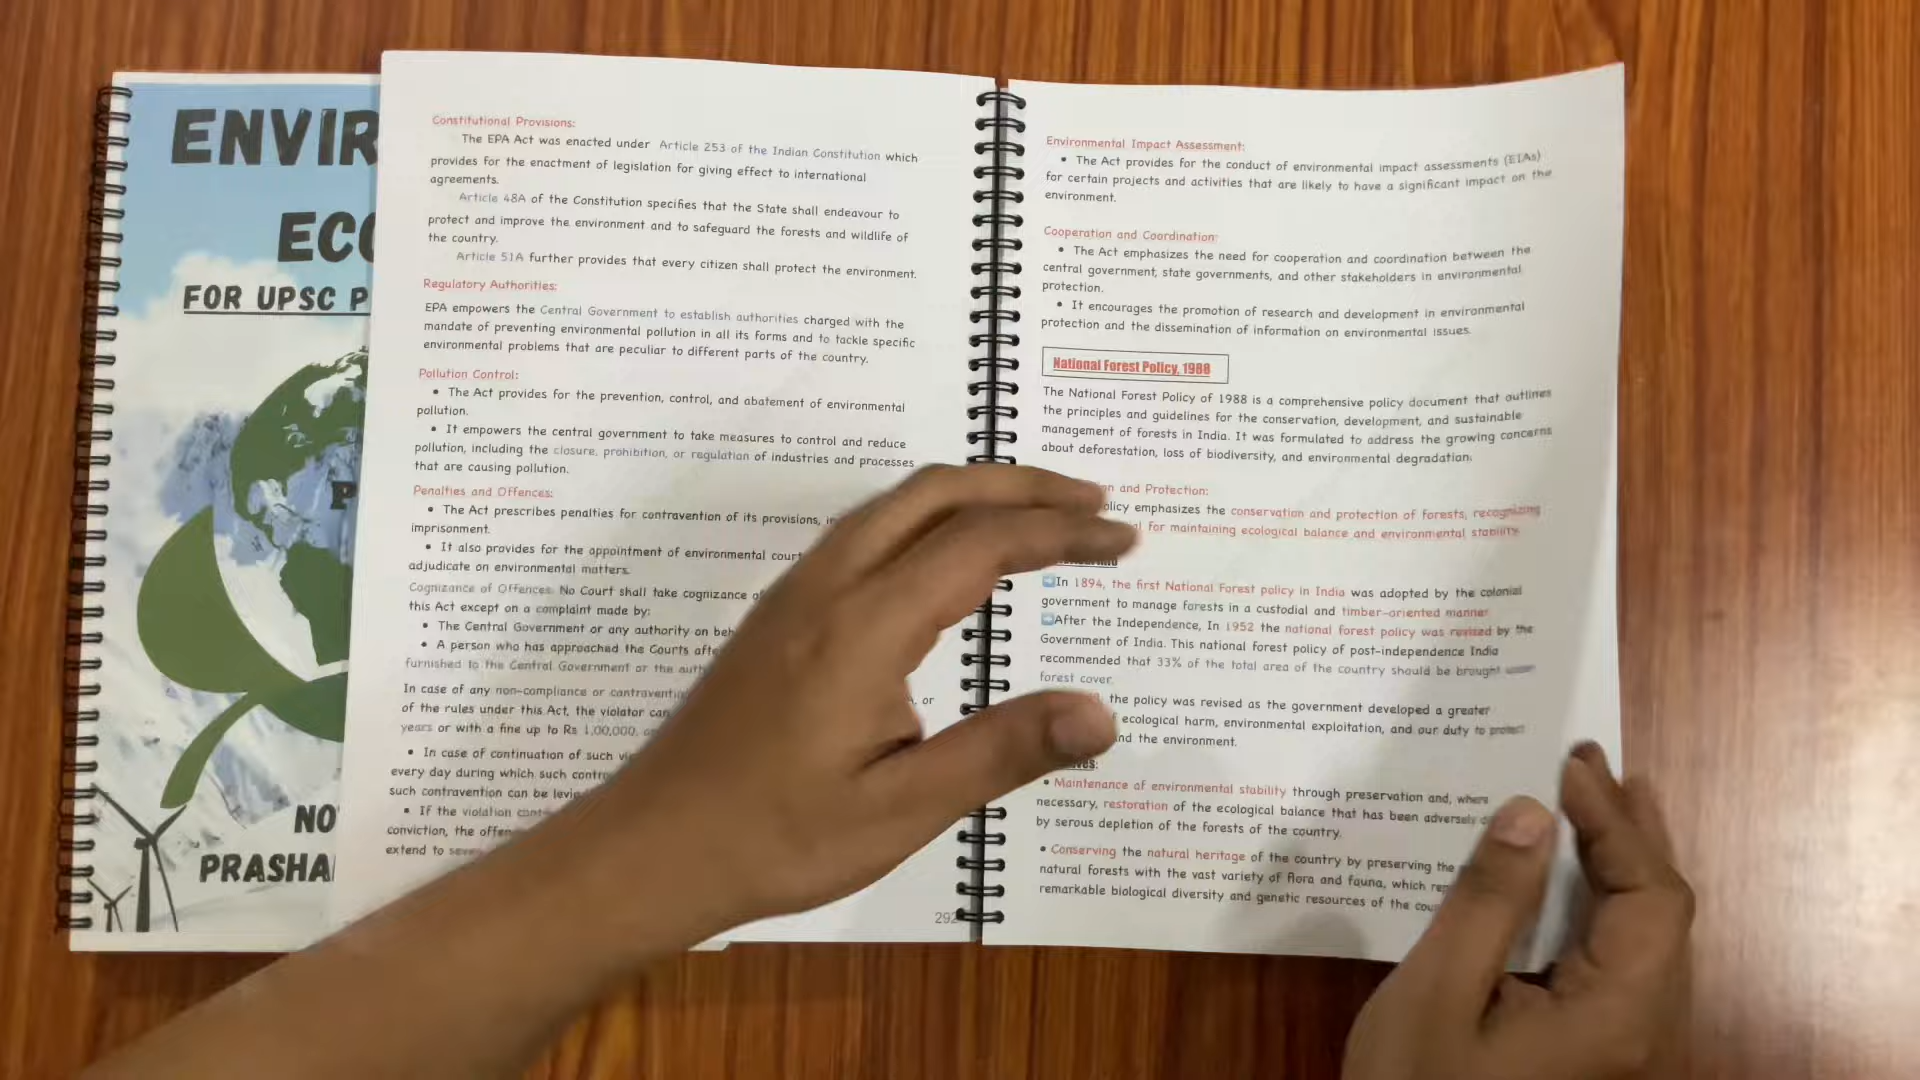 ENVIR
ECO
FOR UPSC P
P
NO
PRASHA
Constitutional Provisions:
The EPA Act was enacted under Article 253 of the Indian Constitution which
provides for the enactment of legislation for giving effect to international
agreements.
Article 48A of the Constitution specifies that the State shall endeavour to
protect and improve the environment and to safeguard the forests and wildlife of
the country.
Article 51A further provides that every citizen shall protect the environment.
Regulatory Authorities:
EPA empowers the Central Government to establish authorities charged with the
mandate of preventing environmental pollution in all its forms and to tackle specific
environmental problems that are peculiar to different parts of the country.
Pollution Control:
• The Act provides for the prevention, control, and abatement of environmental
pollution.
• It empowers the central government to take measures to control and reduce
pollution, including the closure, prohibition, or regulation of industries and processes
that are causing pollution.
Penalties and Offences:
• The Act prescribes penalties for contravention of its provisions,
imprisonment.
• It also provides for the appointment of environmental court
adjudicate on environmental matters.
Cognizance of Offences: No Court shall take cognizance
this Act except on a complaint made by:
• The Central Government or any authority on
• A person who has approached the Courts
furnished to the Central Government or the
In case of any non-compliance or or
of the rules under this Act, the violator can
years or with a fine up to Rs 1,00,000,
• In case of continuation of such
every day during which such
such contravention can be
• If the violation
conviction, the
extend to
292
Environmental Impact Assessment:
• The Act provides for the conduct of environmental impact assessments (EIAs)
for certain projects and activities that are likely to have a significant impact on the
environment.
Cooperation and Coordination:
• The Act emphasizes the need for cooperation and coordination between the
central government, state governments, and other stakeholders in environmental
protection.
• It encourages the promotion of research and development in environmental
protection and the dissemination of information on environmental issues.
National Forest Policy, 1988
The National Forest Policy of 1988 is a comprehensive policy document that outlines
the principles and guidelines for the conservation, development, and sustainable
management of forests in India. It was formulated to address the growing concerns
about deforestation, loss of biodiversity, and environmental degradation.
and Protection:
emphasizes the conservation and protection of forests, recognizing
for maintaining ecological balance and environmental stability.
➡In 1894, the first National Forest policy in India was adopted by the colonial
government to manage forests in a custodial and timber-oriented manner.
➡After the Independence, In 1952 the national forest policy was revised by the
Government of India. This national forest policy of post-independence India
recommended that 33% of the total area of the country should be brought under
forest cover.
the policy was revised as the government developed a greater
ecological harm, environmental exploitation, and our duty to protect
and the environment.
• Maintenance of environmental stability through preservation and, where
necessary, restoration of the ecological balance that has been adversely
by serous depletion of the forests of the country.
• Conserving the natural heritage of the country by preserving the
natural forests with the vast variety of flora and fauna, which
remarkable biological diversity and genetic resources of the